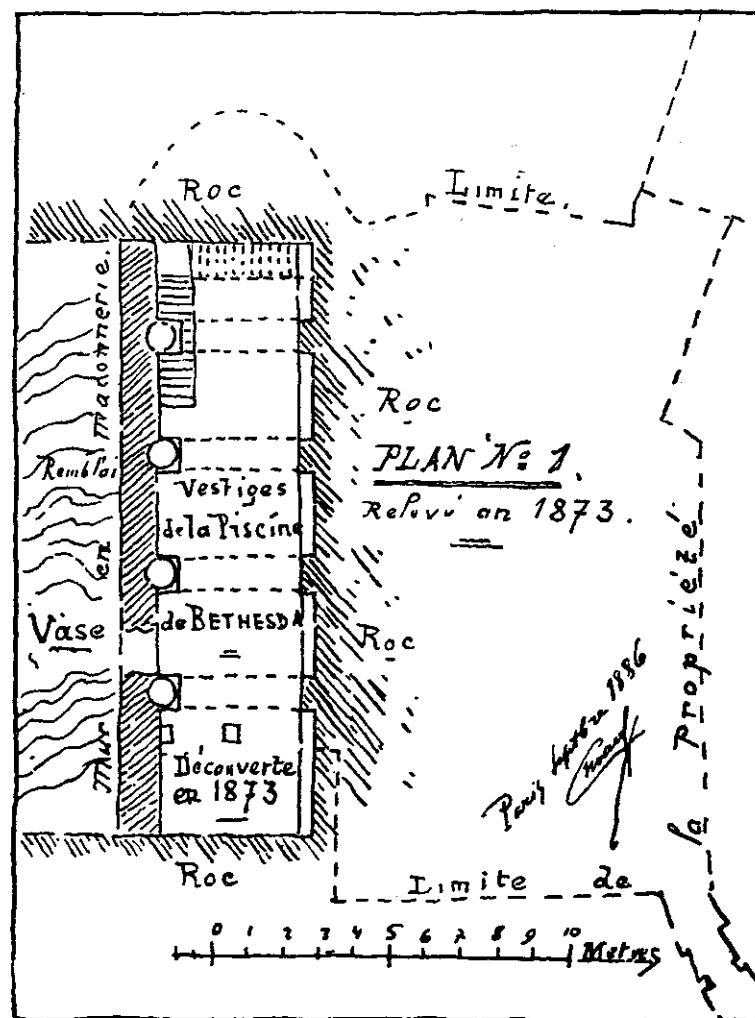 Roc
Limite.
Mur en Maçonnerie.
Roc
PLAN No 1.
Relevé en 1873.
Remblai
Vestiges
de la Piscine
de BETHESDA
Vase
Roc
la Propriété
Découverte
en 1873
Paris Septbre 1886
Roc
Limite de
0 1 2 3 4 5 6 7 8 9 10
Metres